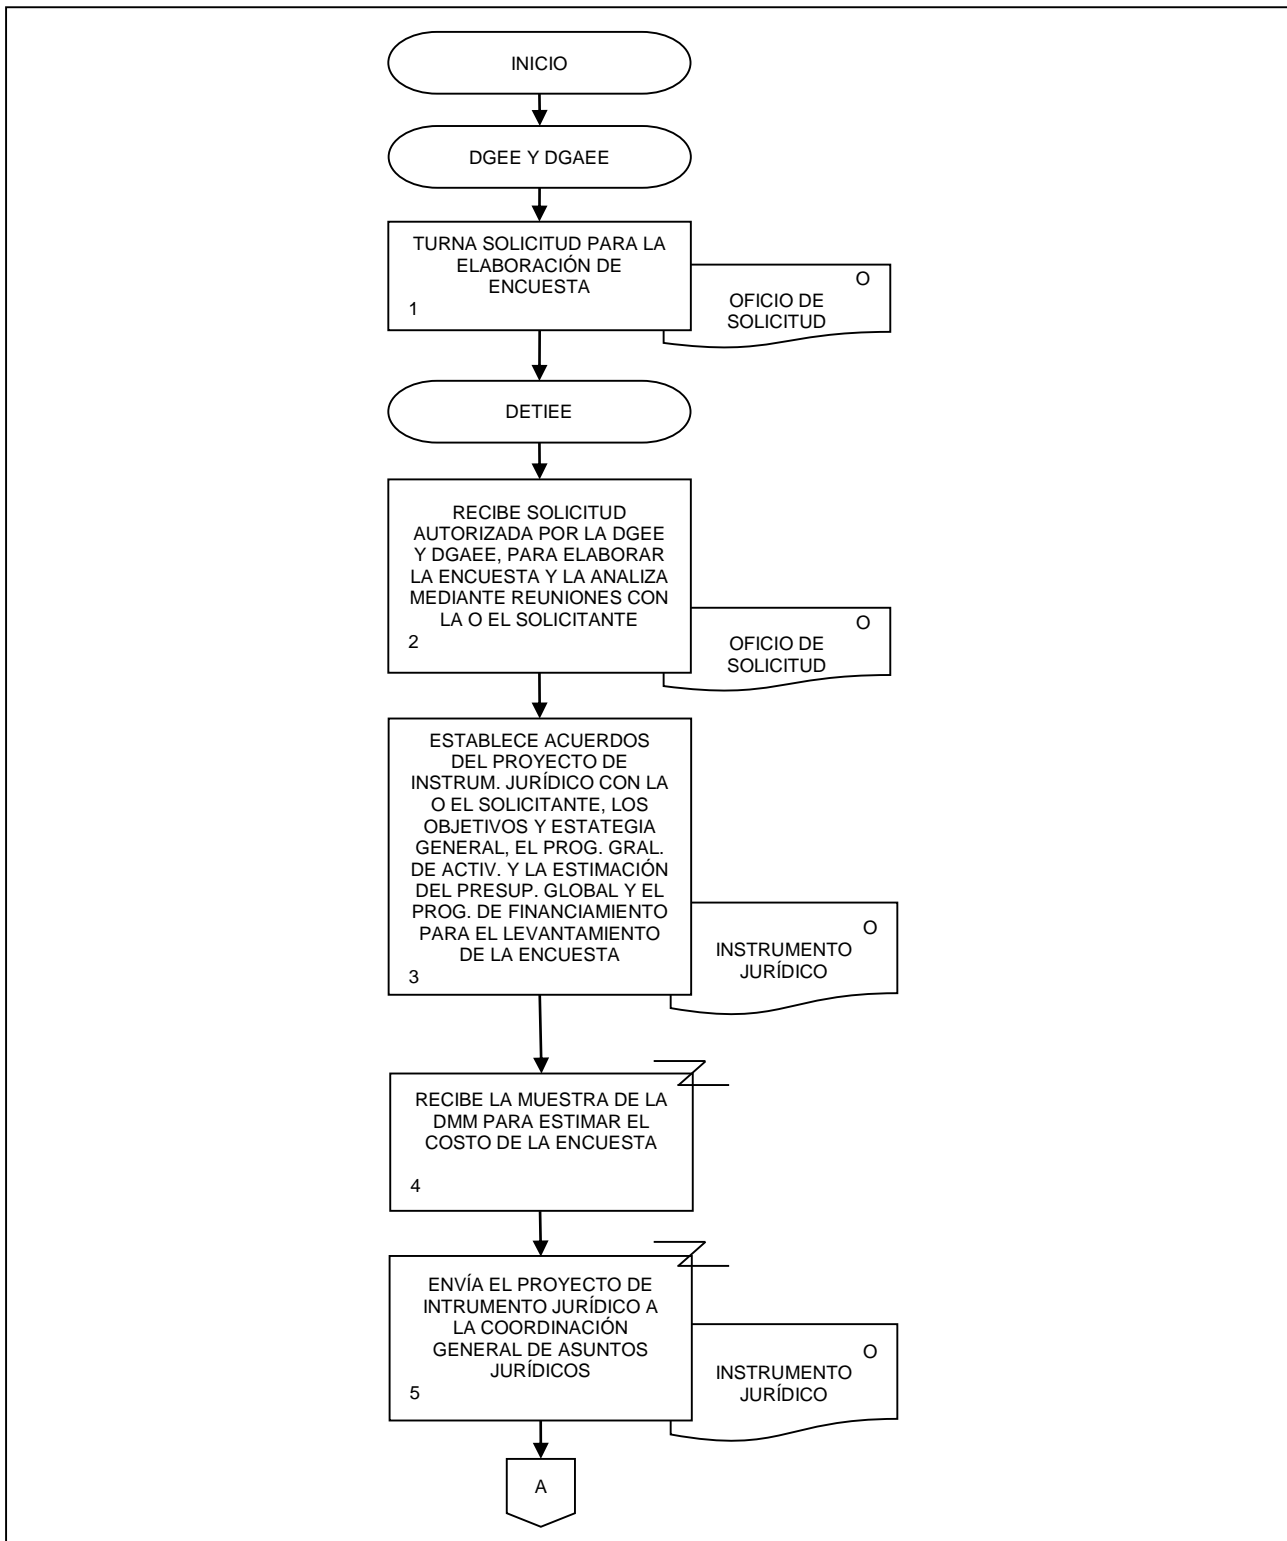 INICIO
DGEE Y DGAEE
TURNA SOLICITUD PARA LA
ELABORACIÓN DE
ENCUESTA
1
O
OFICIO DE
SOLICITUD
DETIEE
RECIBE SOLICITUD
AUTORIZADA POR LA DGEE
Y DGAEE, PARA ELABORAR
LA ENCUESTA Y LA ANALIZA
MEDIANTE REUNIONES CON
LA O EL SOLICITANTE
2
O
OFICIO DE
SOLICITUD
ESTABLECE ACUERDOS
DEL PROYECTO DE
INSTRUM. JURÍDICO CON LA
O EL SOLICITANTE, LOS
OBJETIVOS Y ESTATEGIA
GENERAL, EL PROG. GRAL.
DE ACTIV. Y LA ESTIMACIÓN
DEL PRESUP. GLOBAL Y EL
PROG. DE FINANCIAMIENTO
PARA EL LEVANTAMIENTO
DE LA ENCUESTA
3
O
INSTRUMENTO
JURÍDICO
RECIBE LA MUESTRA DE LA
DMM PARA ESTIMAR EL
COSTO DE LA ENCUESTA
4
ENVÍA EL PROYECTO DE
INTRUMENTO JURÍDICO A
LA COORDINACIÓN
GENERAL DE ASUNTOS
JURÍDICOS
5
O
INSTRUMENTO
JURÍDICO
A